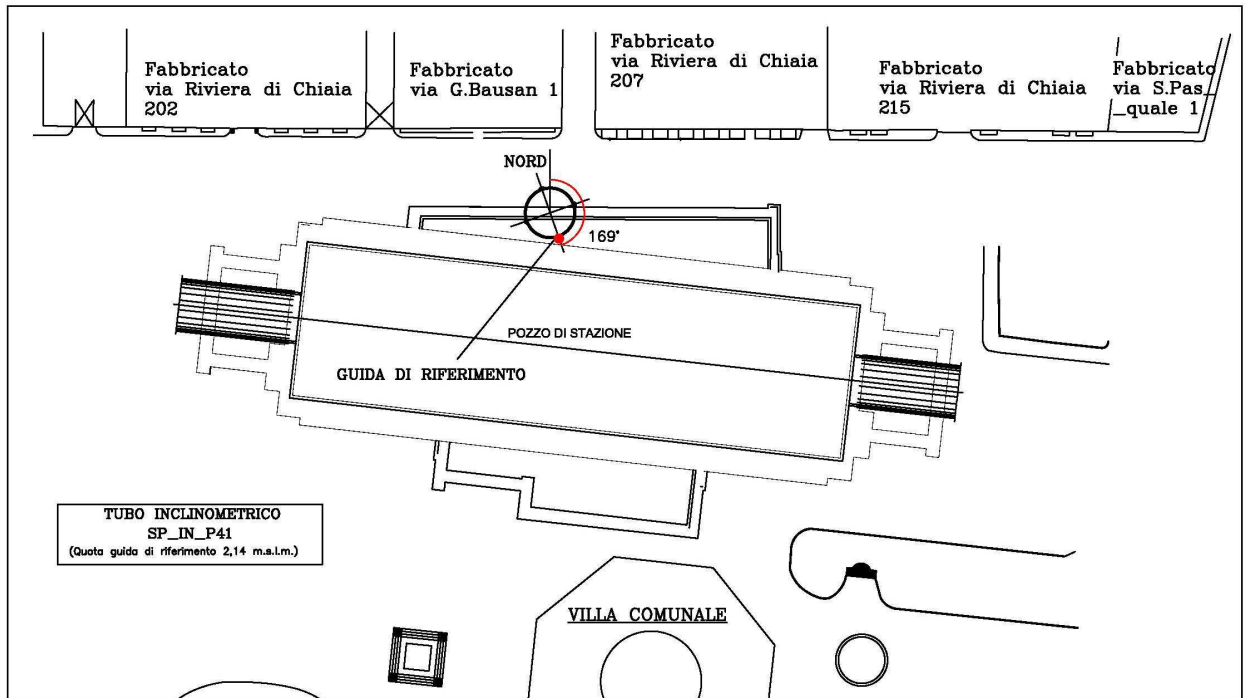 Fabbricato
via Riviera di Chiaia
202
Fabbricato
via G.Bausan 1
Fabbricato
via Riviera di Chiaia
207
Fabbricato
via Riviera di Chiaia
215
Fabbricato
via S.Pas_
_quale 1
NORD
169°
POZZO DI STAZIONE
GUIDA DI RIFERIMENTO
TUBO INCLINOMETRICO
SP_IN_P41
(Quota guida di riferimento 2,14 m.s.l.m.)
VILLA COMUNALE